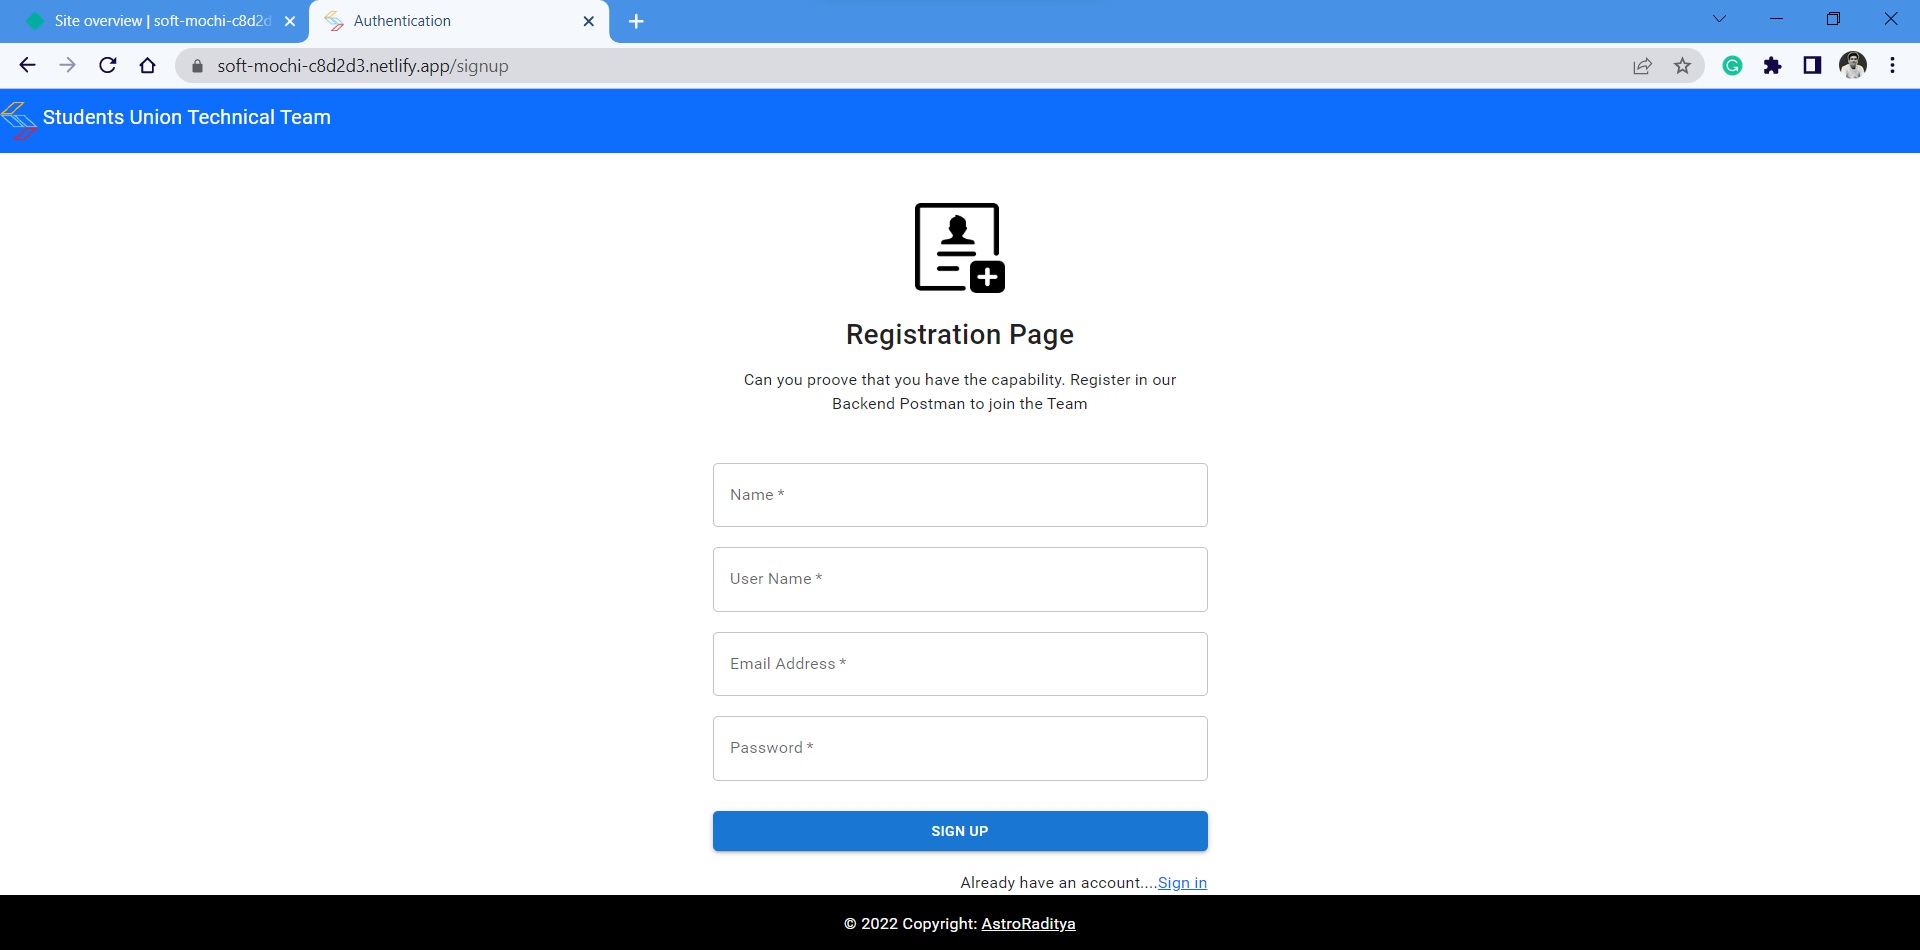 Site overview | soft-mochi-c8d2d
Authentication
soft-mochi-c8d2d3.netlify.app/signup
Students Union Technical Team
Registration Page
Can you proove that you have the capability. Register in our
Backend Postman to join the Team
Name *
User Name *
Email Address *
Password *
SIGN UP
Already have an account....Sign in
© 2022 Copyright: AstroRaditya